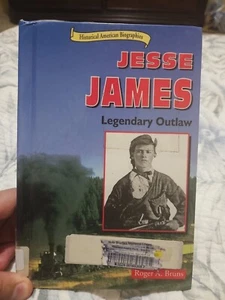 Historical American Biographies
JESSE
JAMES
Legendary Outlaw
Roger A. Bruns